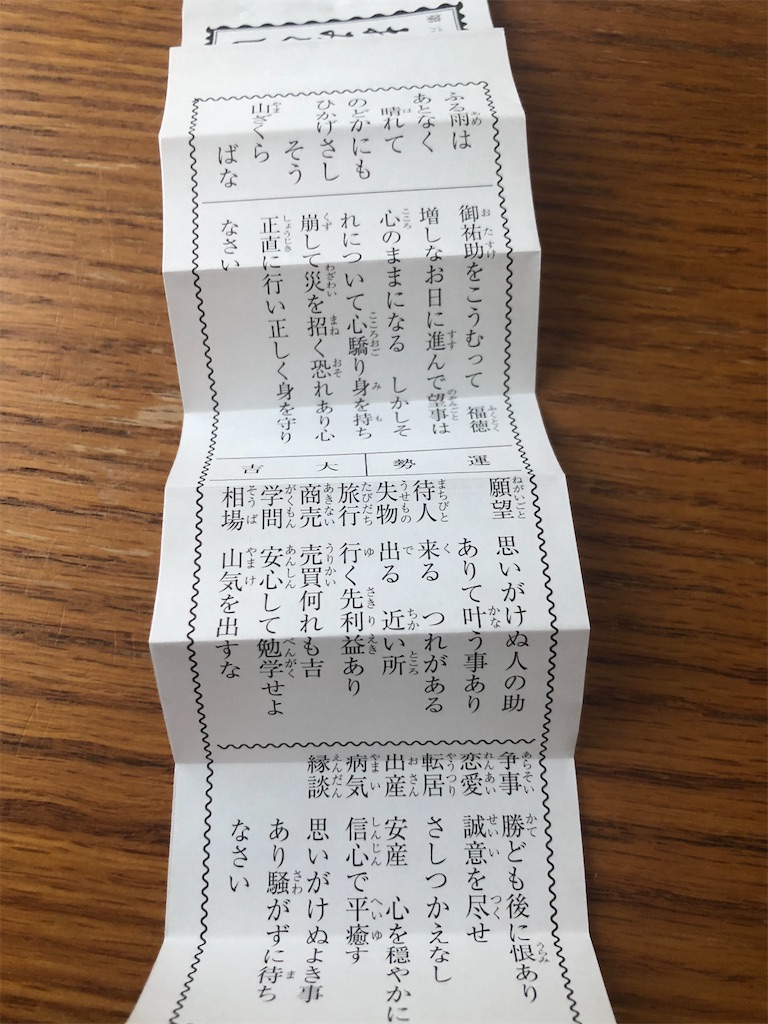 ふる雨は
あとなく
晴れて
のどかにも
ひかげさし
そう
山ざくら
ばな
御祐助をこうむって 福徳
増しなお日に進んで望事は
心のままになる しかしそ
れについて心驕り身を持ち
崩して災を招く恐れあり心
正直に行い正しく身を守り
なさい
運勢 大吉
願望 思いがけぬ人の助
ありて叶う事あり
待人 来る つれがある
失物 出る 近い所
旅行 行く先利益あり
商売 売買何れも吉
学問 安心して勉学せよ
相場 山気を出すな
争事 勝ども後に恨あり
恋愛 誠意を尽せ
転居 さしつかえなし
出産 安産 心を穏やかに
病気 信心で平癒す
縁談 思いがけぬよき事
あり騒がずに待ち
なさい